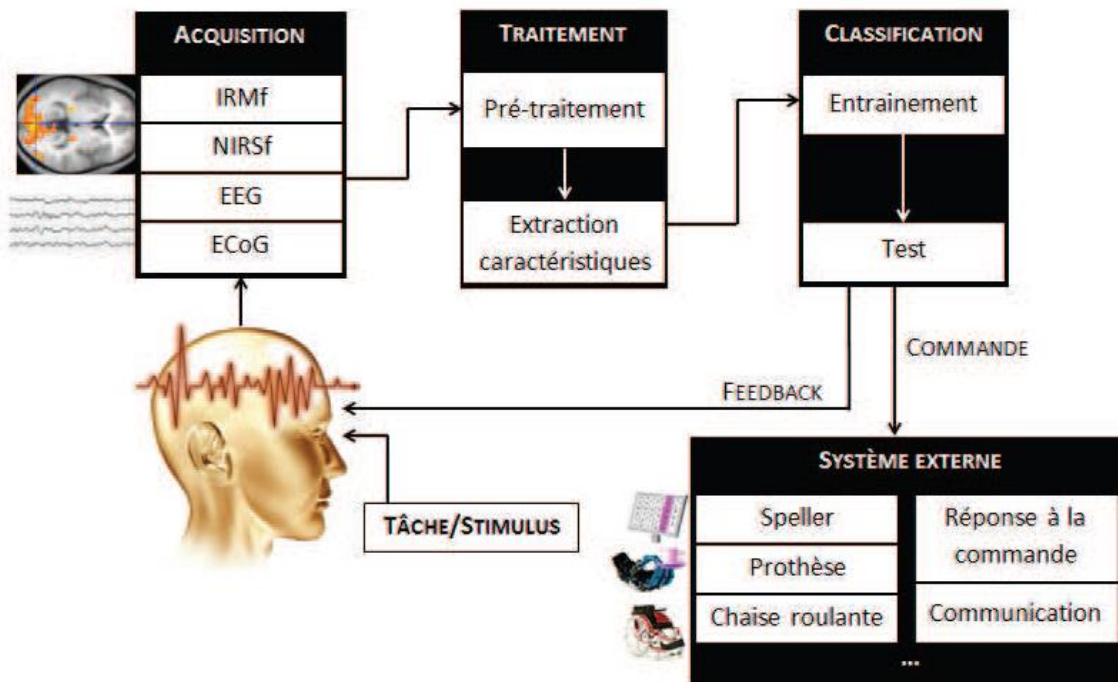 ACQUISITION
IRMf
NIRSf
EEG
ECoG
TRAITEMENT
Pré-traitement
Extraction
caractéristiques
CLASSIFICATION
Entrainement
Test
COMMANDE
FEEDBACK
TÂCHE/STIMULUS
SYSTÈME EXTERNE
Speller
Prothèse
Chaise roulante
Réponse à la
commande
Communication
...